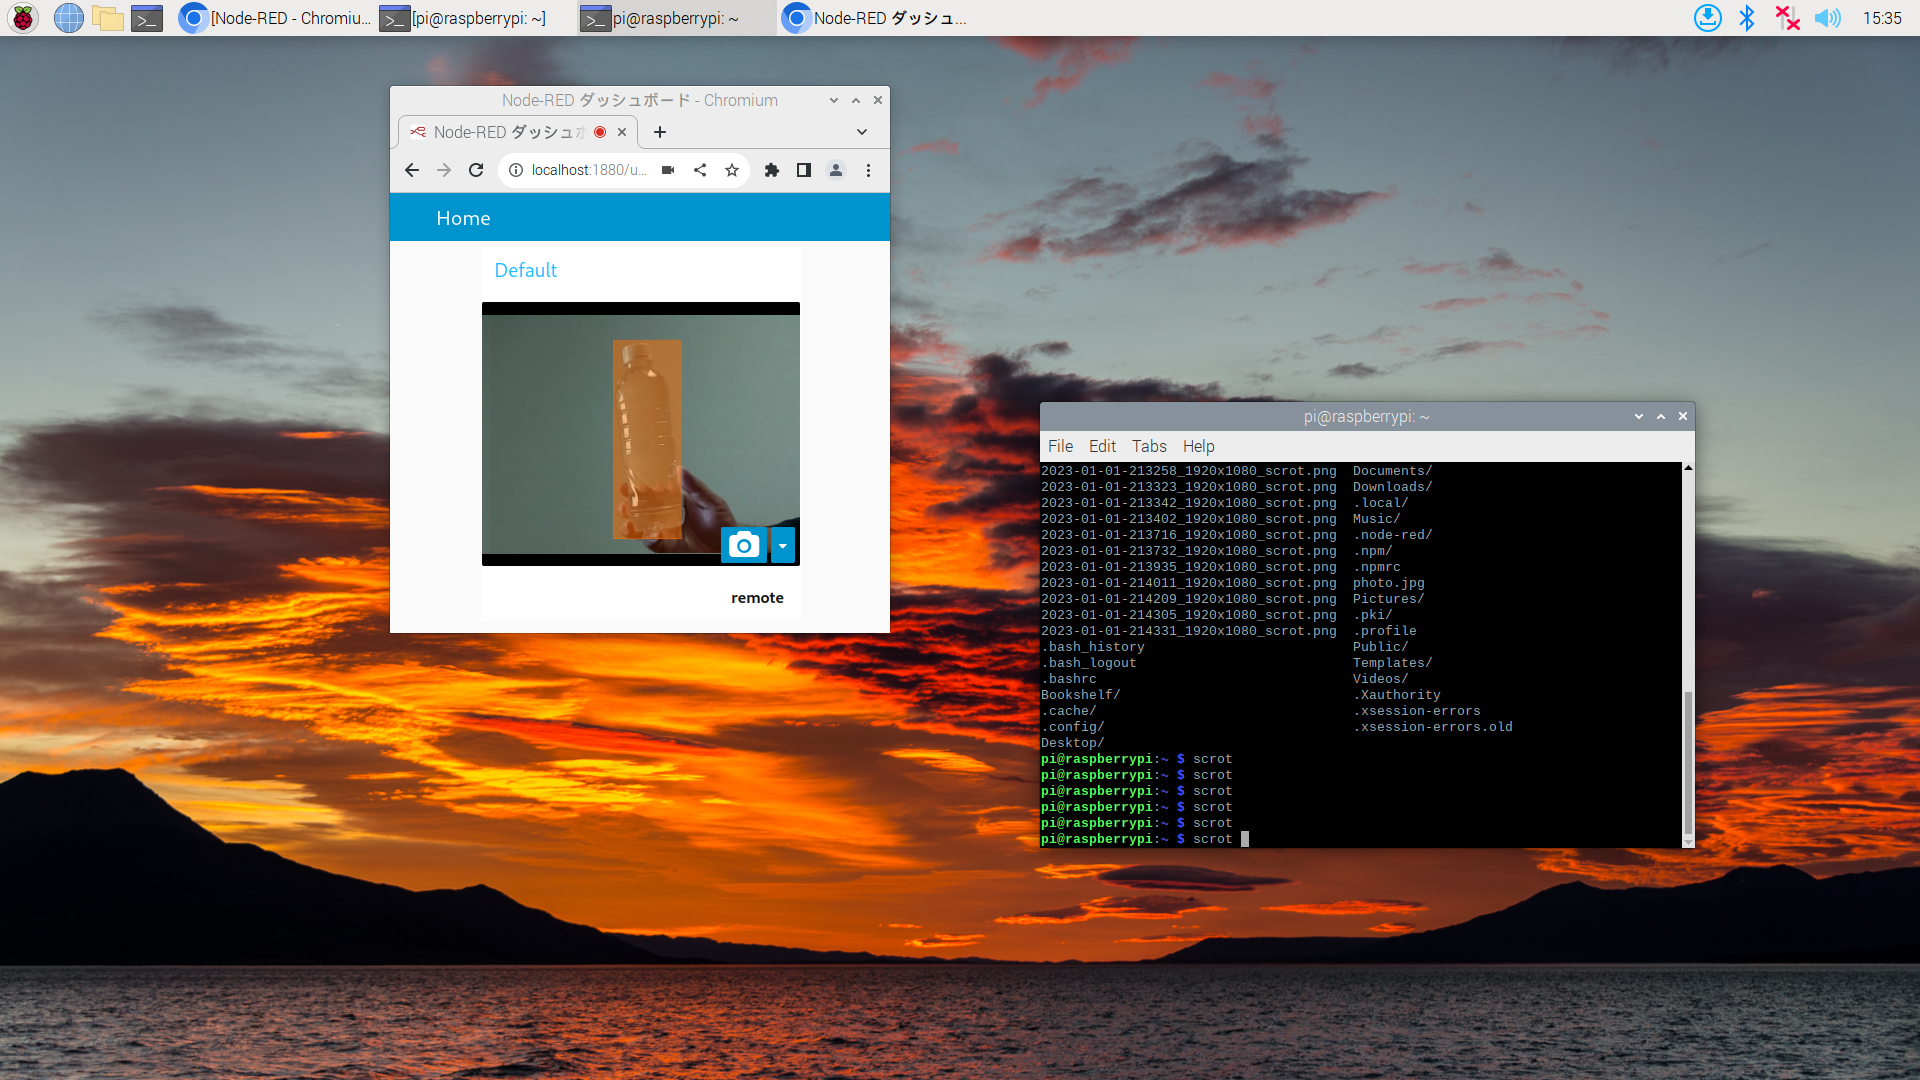 [Node-RED - Chromiu...
[pi@raspberrypi: ~]
pi@raspberrypi: ~
Node-RED ダッシュ...
15:35
Node-RED ダッシュボード - Chromium
Node-RED ダッシュボ
localhost:1880/u...
Home
Default
remote
pi@raspberrypi: ~
File Edit Tabs Help
2023-01-01-213258_1920x1080_scrot.png Documents/
2023-01-01-213323_1920x1080_scrot.png Downloads/
2023-01-01-213342_1920x1080_scrot.png .local/
2023-01-01-213402_1920x1080_scrot.png Music/
2023-01-01-213716_1920x1080_scrot.png .node-red/
2023-01-01-213732_1920x1080_scrot.png .npm/
2023-01-01-213935_1920x1080_scrot.png .npmrc
2023-01-01-214011_1920x1080_scrot.png photo.jpg
2023-01-01-214209_1920x1080_scrot.png Pictures/
2023-01-01-214305_1920x1080_scrot.png .pki/
2023-01-01-214331_1920x1080_scrot.png .profile
.bash_history Public/
.bash_logout Templates/
.bashrc Videos/
Bookshelf/ .Xauthority
.cache/ .xsession-errors
.config/ .xsession-errors.old
Desktop/
pi@raspberrypi:~ $ scrot
pi@raspberrypi:~ $ scrot
pi@raspberrypi:~ $ scrot
pi@raspberrypi:~ $ scrot
pi@raspberrypi:~ $ scrot
pi@raspberrypi:~ $ scrot